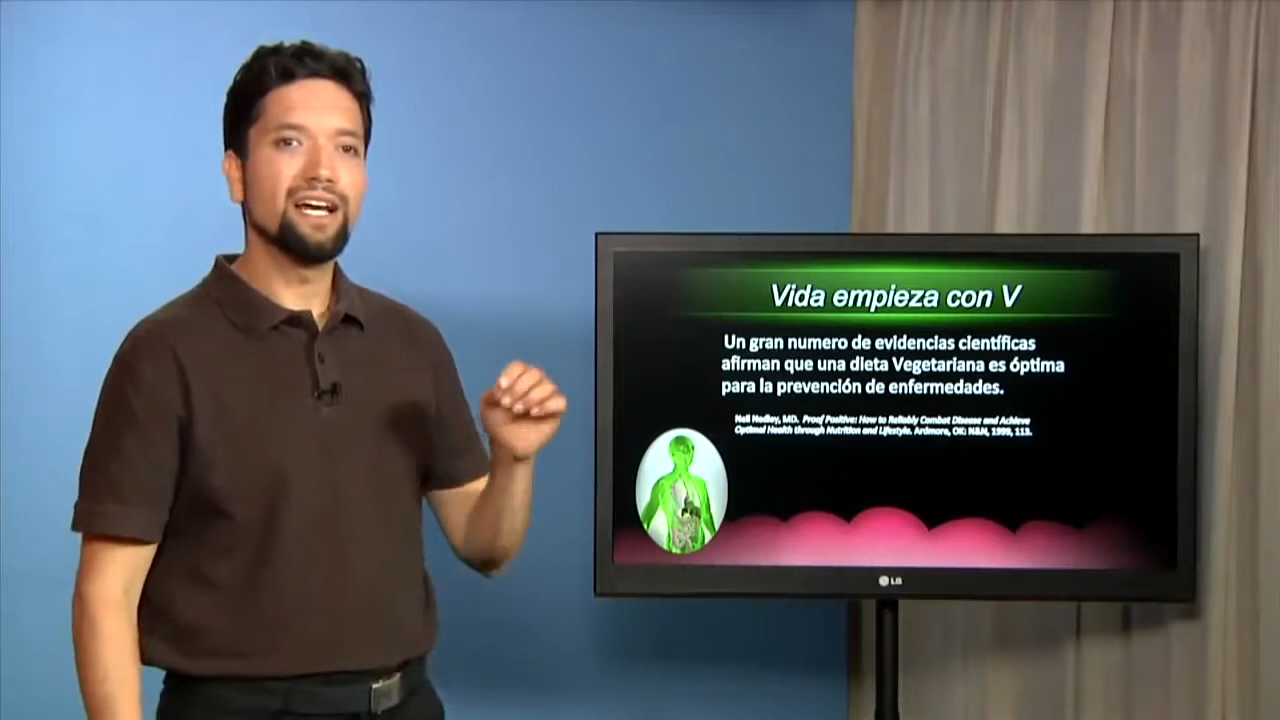 Vida empieza con V
Un gran numero de evidencias científicas
afirman que una dieta Vegetariana es óptima
para la prevención de enfermedades.
Neil Nedley, MD. Proof Positive: How to Reliably Combat Disease and Achieve
Optimal Health through Nutrition and Lifestyle. Ardmore, OK: N&N, 1999, 113.
LG